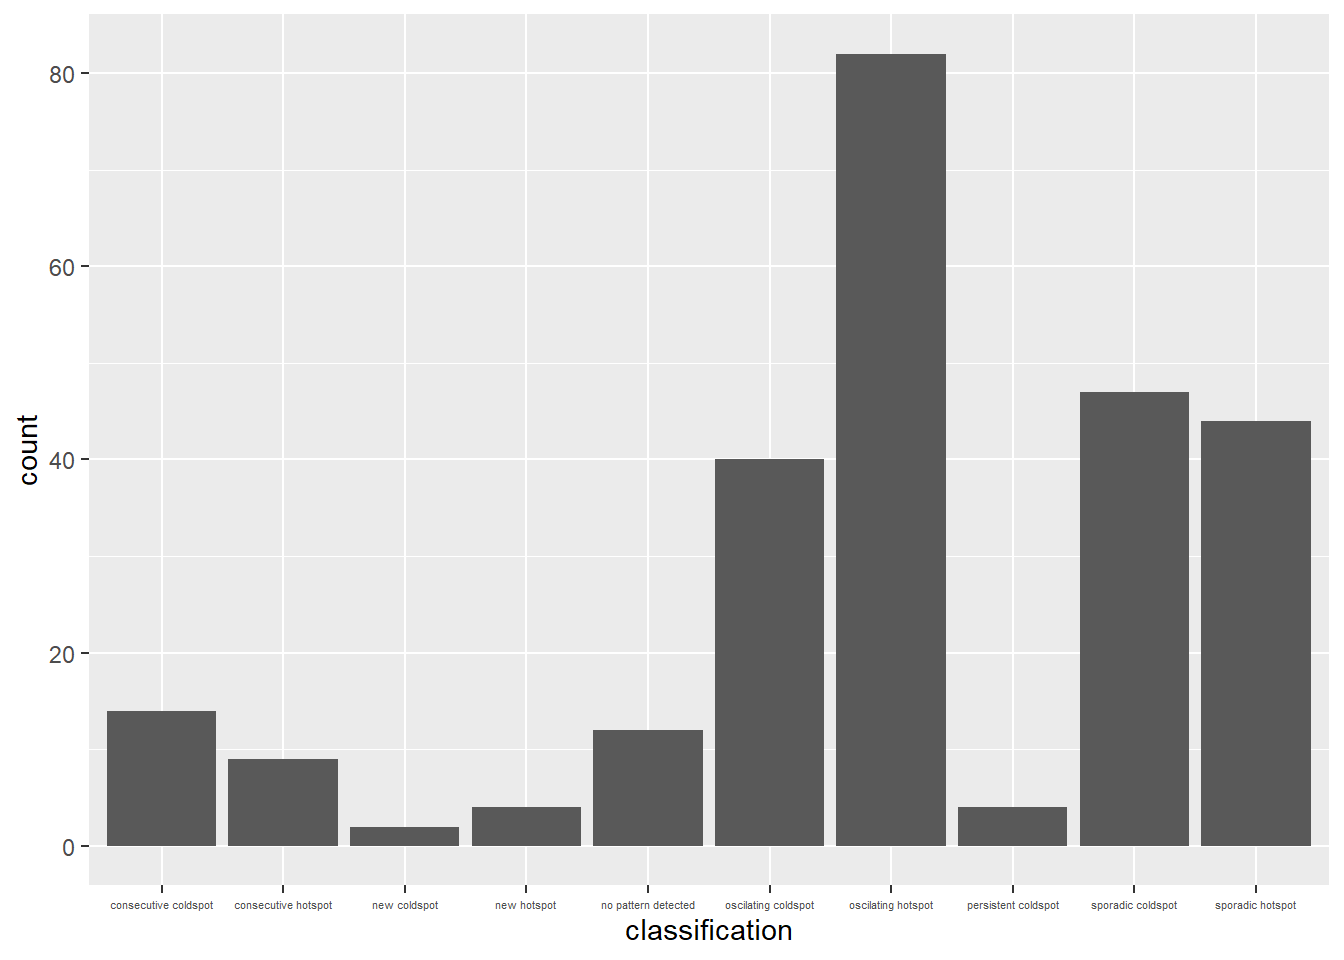 80
60
40
20
0
count
consecutive coldspot consecutive hotspot new coldspot new hotspot no pattern detected oscilating coldspot oscilating hotspot persistent coldspot sporadic coldspot sporadic hotspot
classification